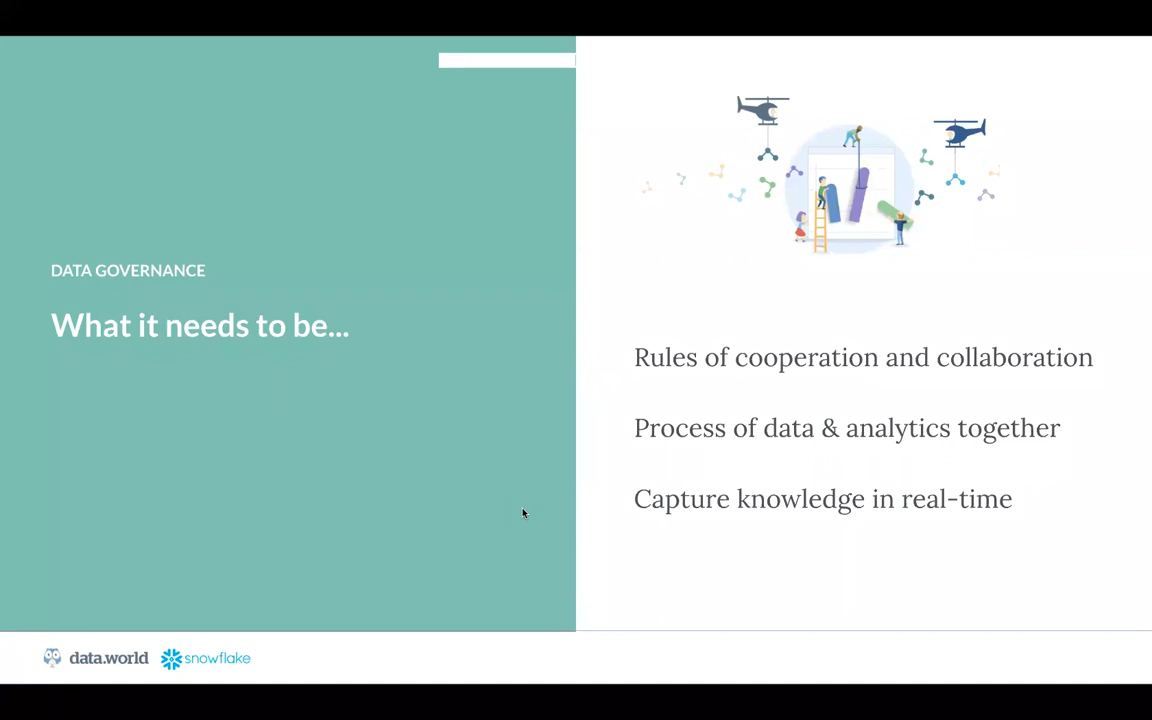 DATA GOVERNANCE
What it needs to be...
Rules of cooperation and collaboration
Process of data & analytics together
Capture knowledge in real-time
data.world
snowflake